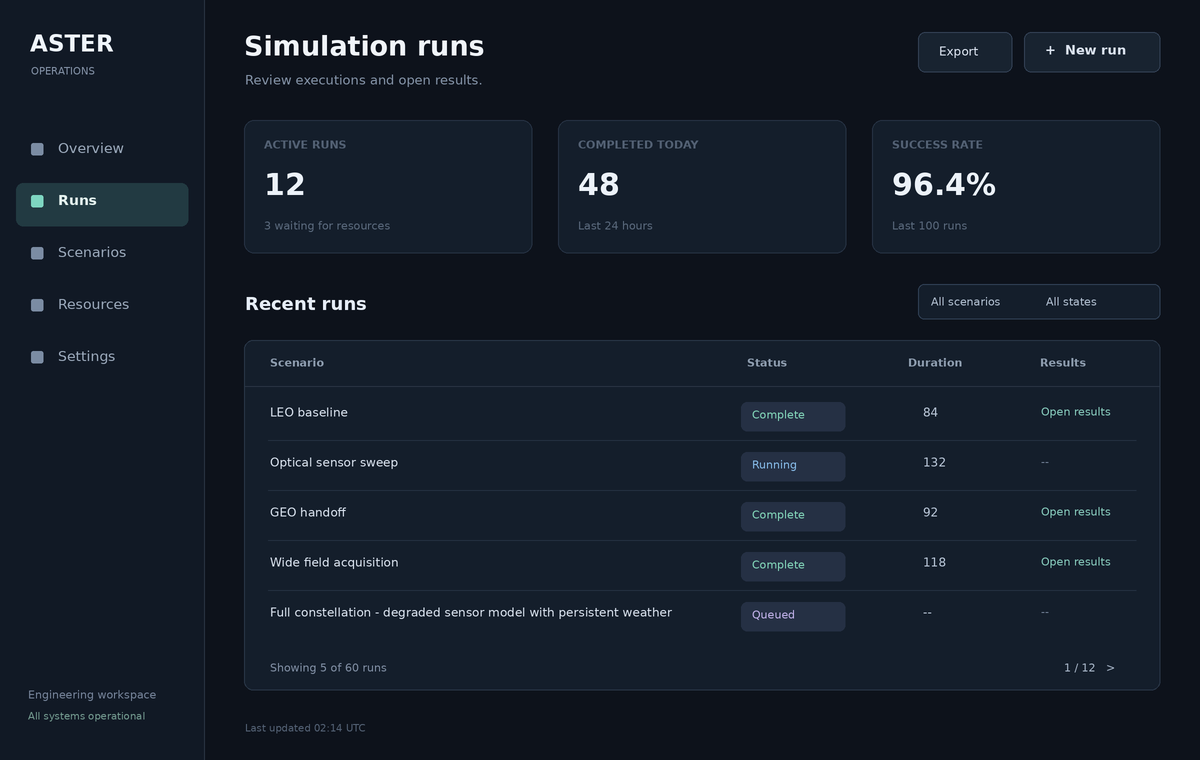 ASTER
OPERATIONS
Overview
Runs
Scenarios
Resources
Settings
Engineering workspace
All systems operational
Simulation runs
Review executions and open results.
Export
+ New run
ACTIVE RUNS
12
3 waiting for resources
COMPLETED TODAY
48
Last 24 hours
SUCCESS RATE
96.4%
Last 100 runs
Recent runs
All scenarios All states
Scenario Status Duration Results
LEO baseline Complete 84 Open results
Optical sensor sweep Running 132 --
GEO handoff Complete 92 Open results
Wide field acquisition Complete 118 Open results
Full constellation - degraded sensor model with persistent weather Queued -- --
Showing 5 of 60 runs 1 / 12 >
Last updated 02:14 UTC